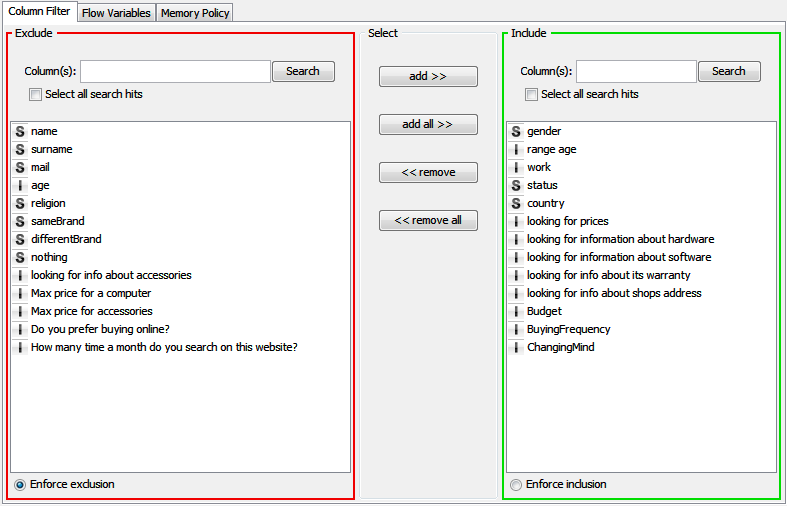 Column Filter Flow Variables Memory Policy
Exclude
Column(s): Search
Select all search hits
S name
S surname
S mail
I age
S religion
S sameBrand
S differentBrand
S nothing
I looking for info about accessories
I Max price for a computer
I Max price for accessories
I Do you prefer buying online?
I How many time a month do you search on this website?
Enforce exclusion
Select
add >>
add all >>
<< remove
<< remove all
Include
Column(s): Search
Select all search hits
S gender
I range age
I work
S status
S country
I looking for prices
I looking for information about hardware
I looking for information about software
I looking for info about its warranty
I looking for info about shops address
I Budget
I BuyingFrequency
I ChangingMind
Enforce inclusion